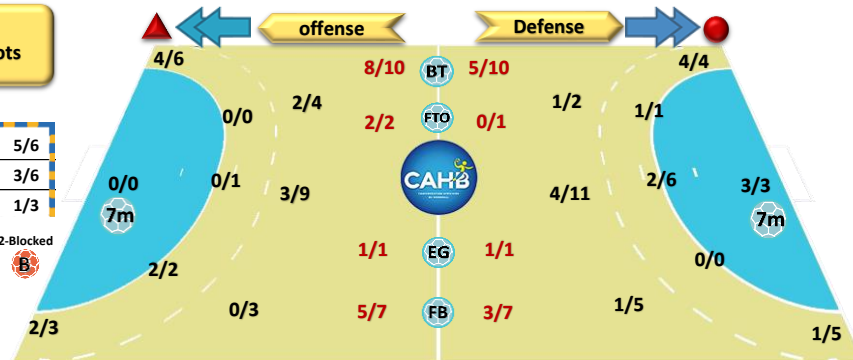 ots
offense
Defense
4/6
8/10 BT 5/10
4/4
2/4
1/2
0/0
2/2 FTO 0/1
1/1
5/6
3/6
1/3
CAHB
0/0
0/1
3/9
4/11
2/6
3/3
7m
7m
2-Blocked
B
1/1 EG 1/1
2/2
0/0
0/3
5/7 FB 3/7
1/5
2/3
1/5